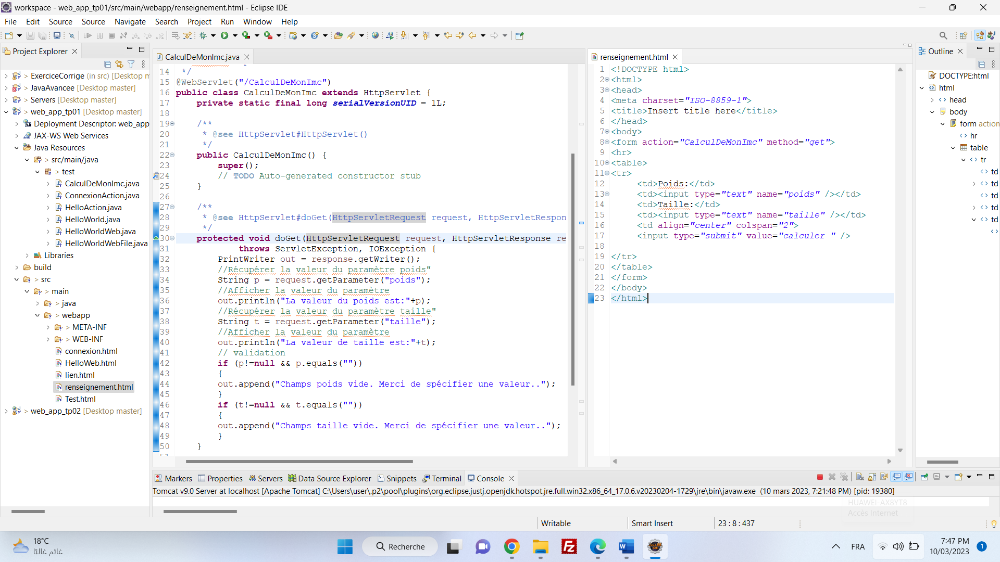 workspace - web_app_tp01/src/main/webapp/renseignement.html - Eclipse IDE
File Edit Source Source Navigate Search Project Run Window Help
Project Explorer
> ExerciceCorrige (in src) [Desktop m
> JavaAvancee [Desktop master]
> Servers [Desktop master]
> web_app_tp01 [Desktop master]
Deployment Descriptor: web_app
JAX-WS Web Services
Java Resources
> src/main/java
> test
> CalculDeMonImc.java
> ConnexionAction.java
> HelloAction.java
> HelloWorld.java
> HelloWorldWeb.java
> HelloWorldWebFile.java
Libraries
build
> src
> main
> java
> webapp
> META-INF
> WEB-INF
connexion.html
HelloWeb.html
lien.html
renseignement.html
Test.html
> web_app_tp02 [Desktop master]
CalculDeMonImc.java
14 */
15 @WebServlet("/CalculDeMonImc")
16 public class CalculDeMonImc extends HttpServlet {
17 private static final long serialVersionUID = 1L;
18
19 /**
20 * @see HttpServlet#HttpServlet()
21 */
22 public CalculDeMonImc() {
23 super();
24 // TODO Auto-generated constructor stub
25 }
26
27 /**
28 * @see HttpServlet#doGet(HttpServletRequest request, HttpServletRespon
29 */
30 protected void doGet(HttpServletRequest request, HttpServletResponse re
31 throws ServletException, IOException {
32 PrintWriter out = response.getWriter();
33 //Récupérer la valeur du paramètre poids"
34 String p = request.getParameter("poids");
35 //Afficher la valeur du paramètre
36 out.println("La valeur du poids est:"+p);
37 //Récupérer la valeur du paramètre taille"
38 String t = request.getParameter("taille");
39 //Afficher la valeur du paramètre
40 out.println("La valeur de taille est:"+t);
41 // validation
42 if (p!=null && p.equals(""))
43 {
44 out.append("Champs poids vide. Merci de spécifier une valeur..");
45 }
46 if (t!=null && t.equals(""))
47 {
48 out.append("Champs taille vide. Merci de spécifier une valeur..");
49 }
50 }
renseignement.html
1 <!DOCTYPE html>
2 <html>
3 <head>
4 <meta charset="ISO-8859-1">
5 <title>Insert title here</title>
6 </head>
7 <body>
8 <form action="CalculDeMonImc" method="get">
9 <hr>
10 <table>
11 <tr>
12 <td>Poids:</td>
13 <td><input type="text" name="poids" /></td>
14 <td>Taille:</td>
15 <td><input type="text" name="taille" /></td>
16 <td align="center" colspan="2">
17 <input type="submit" value="calculer " />
18
19 </tr>
20 </table>
21 </form>
22 </body>
23 </html>
Outline
DOCTYPE:html
html
head
body
form action
hr
table
tr
td
td
td
td
td
Markers Properties Servers Data Source Explorer Snippets Terminal Console
Tomcat v9.0 Server at localhost [Apache Tomcat] C:\Users\user\.p2\pool\plugins\org.eclipse.justj.openjdk.hotspot.jre.full.win32.x86_64_17.0.6.v20230204-1729\jre\bin\javaw.exe (10 mars 2023, 7:21:48 PM) [pid: 19380]
HUAWEI-AX8YT8
Accès Internet
Writable Smart Insert 23 : 8 : 437
18°C
غائم غالبًا
Recherche
FRA
7:47 PM
10/03/2023
1